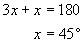 3x + x = 180
x = 45°